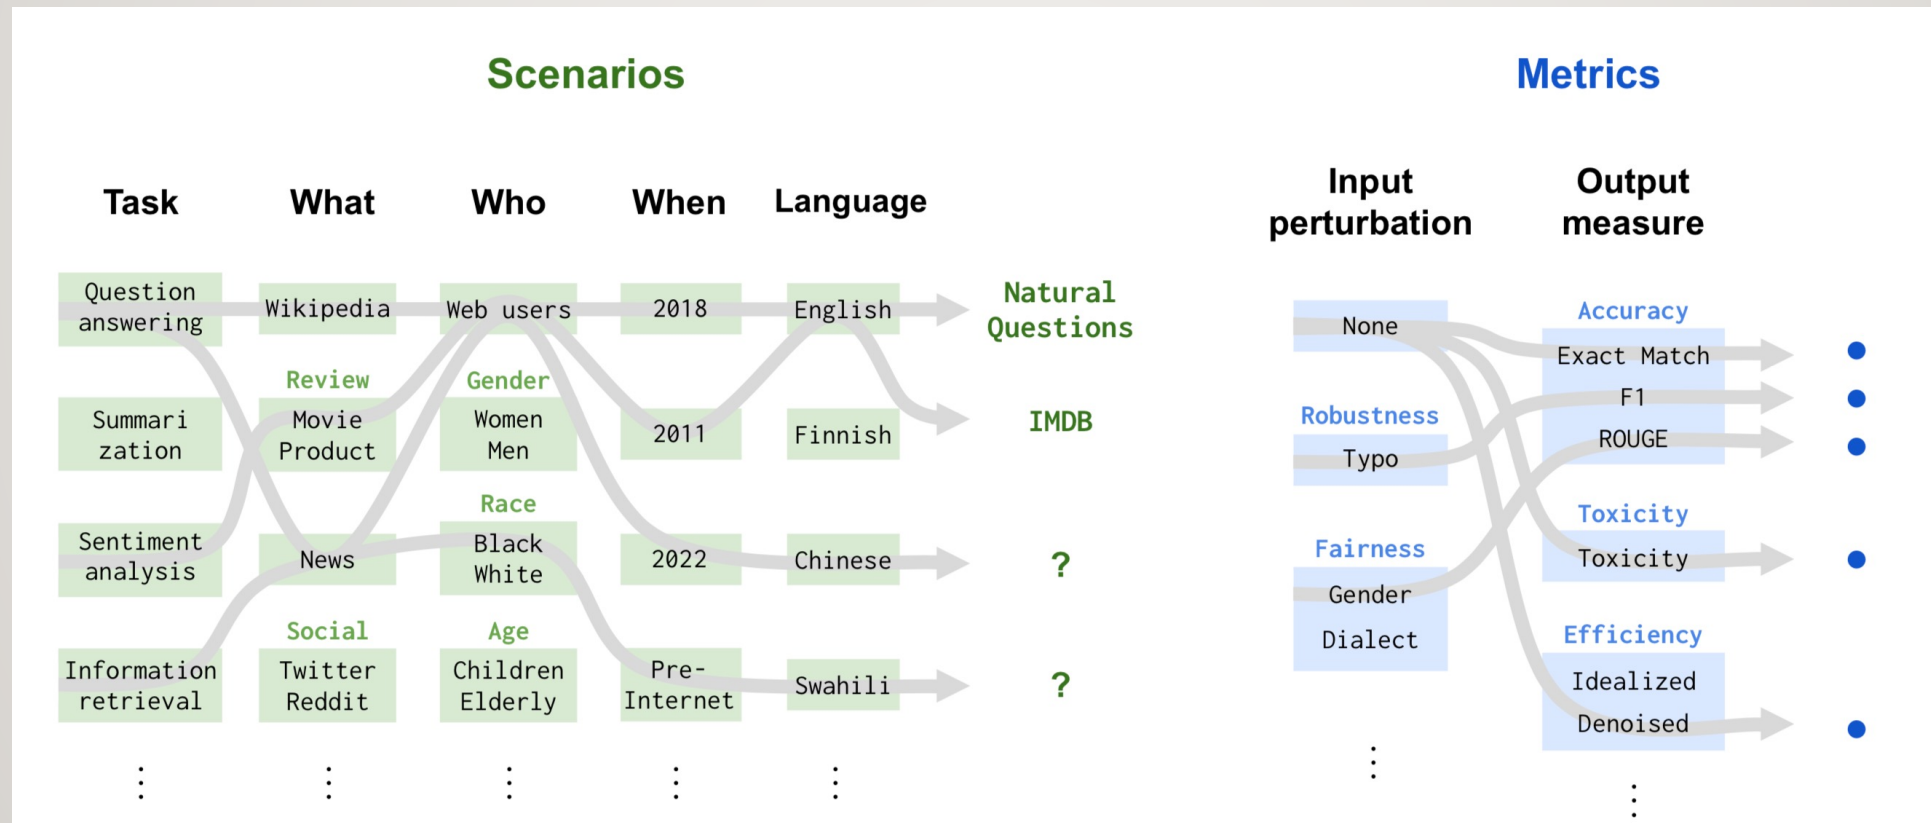 Scenarios
Metrics
Task
What
Who
When
Language
Input
perturbation
Output
measure
Question
answering
Wikipedia
Web users
2018
English
Natural
Questions
Review
Gender
Summari
zation
Movie
Product
Women
Men
2011
Finnish
IMDB
Race
Sentiment
analysis
News
Black
White
2022
Chinese
?
Social
Age
Information
retrieval
Twitter
Reddit
Children
Elderly
Pre-
Internet
Swahili
?
None
Robustness
Typo
Fairness
Gender
Dialect
Accuracy
Exact Match
F1
ROUGE
Toxicity
Toxicity
Efficiency
Idealized
Denoised